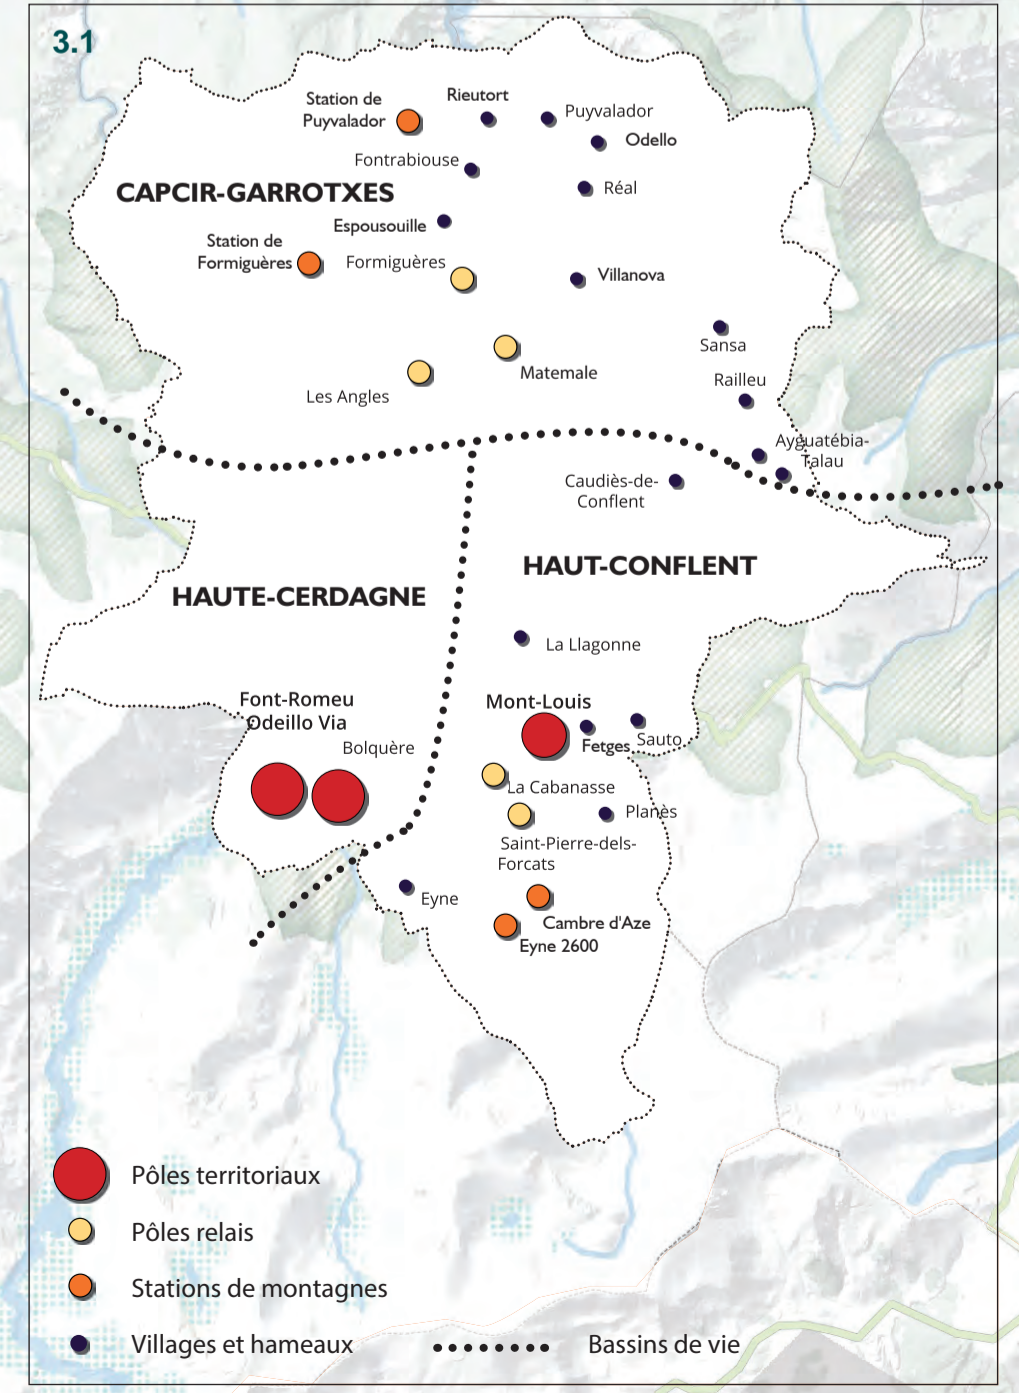 3.1
Station de
Puyvalador
Rieutort
Puyvalador
Odello
Fontrabiouse
CAPCIR-GARROTXES
Réal
Espousouille
Station de
Formiguères
Formiguères
Villanova
Sansa
Matemale
Railleu
Les Angles
Ayguatébia-
Talau
Caudiès-de-
Conflent
HAUT-CONFLENT
HAUTE-CERDAGNE
La Llagonne
Font-Romeu
Odeillo Via
Mont-Louis
Bolquère
Fetges
Sauto
La Cabanasse
Planès
Saint-Pierre-dels-
Forcats
Eyne
Cambre d'Aze
Eyne 2600
Pôles territoriaux
Pôles relais
Stations de montagnes
Villages et hameaux
Bassins de vie